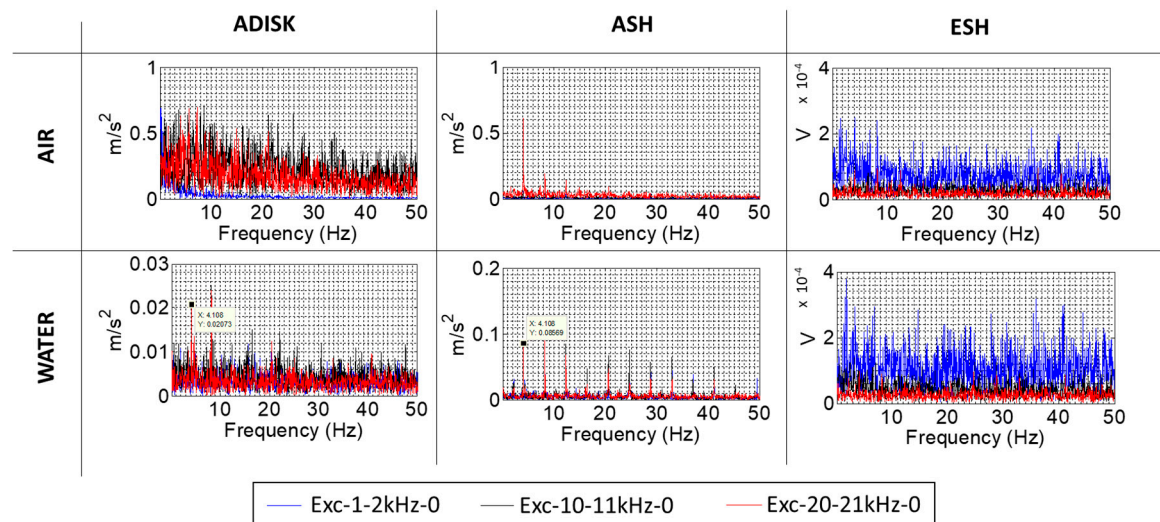 ADISK ASH ESH
AIR
1
0.5
0
m/s²
10 20 30 40 50
Frequency (Hz)
1
0.5
0
m/s²
10 20 30 40 50
Frequency (Hz)
4
2
0
V
x 10⁻⁴
10 20 30 40 50
Frequency (Hz)
WATER
0.03
0.02
0.01
0
m/s²
X: 4.108
Y: 0.02073
10 20 30 40 50
Frequency (Hz)
0.2
0.1
0
m/s²
X: 4.108
Y: 0.08569
10 20 30 40 50
Frequency (Hz)
4
2
0
V
x 10⁻⁴
10 20 30 40 50
Frequency (Hz)
Exc-1-2kHz-0 Exc-10-11kHz-0 Exc-20-21kHz-0